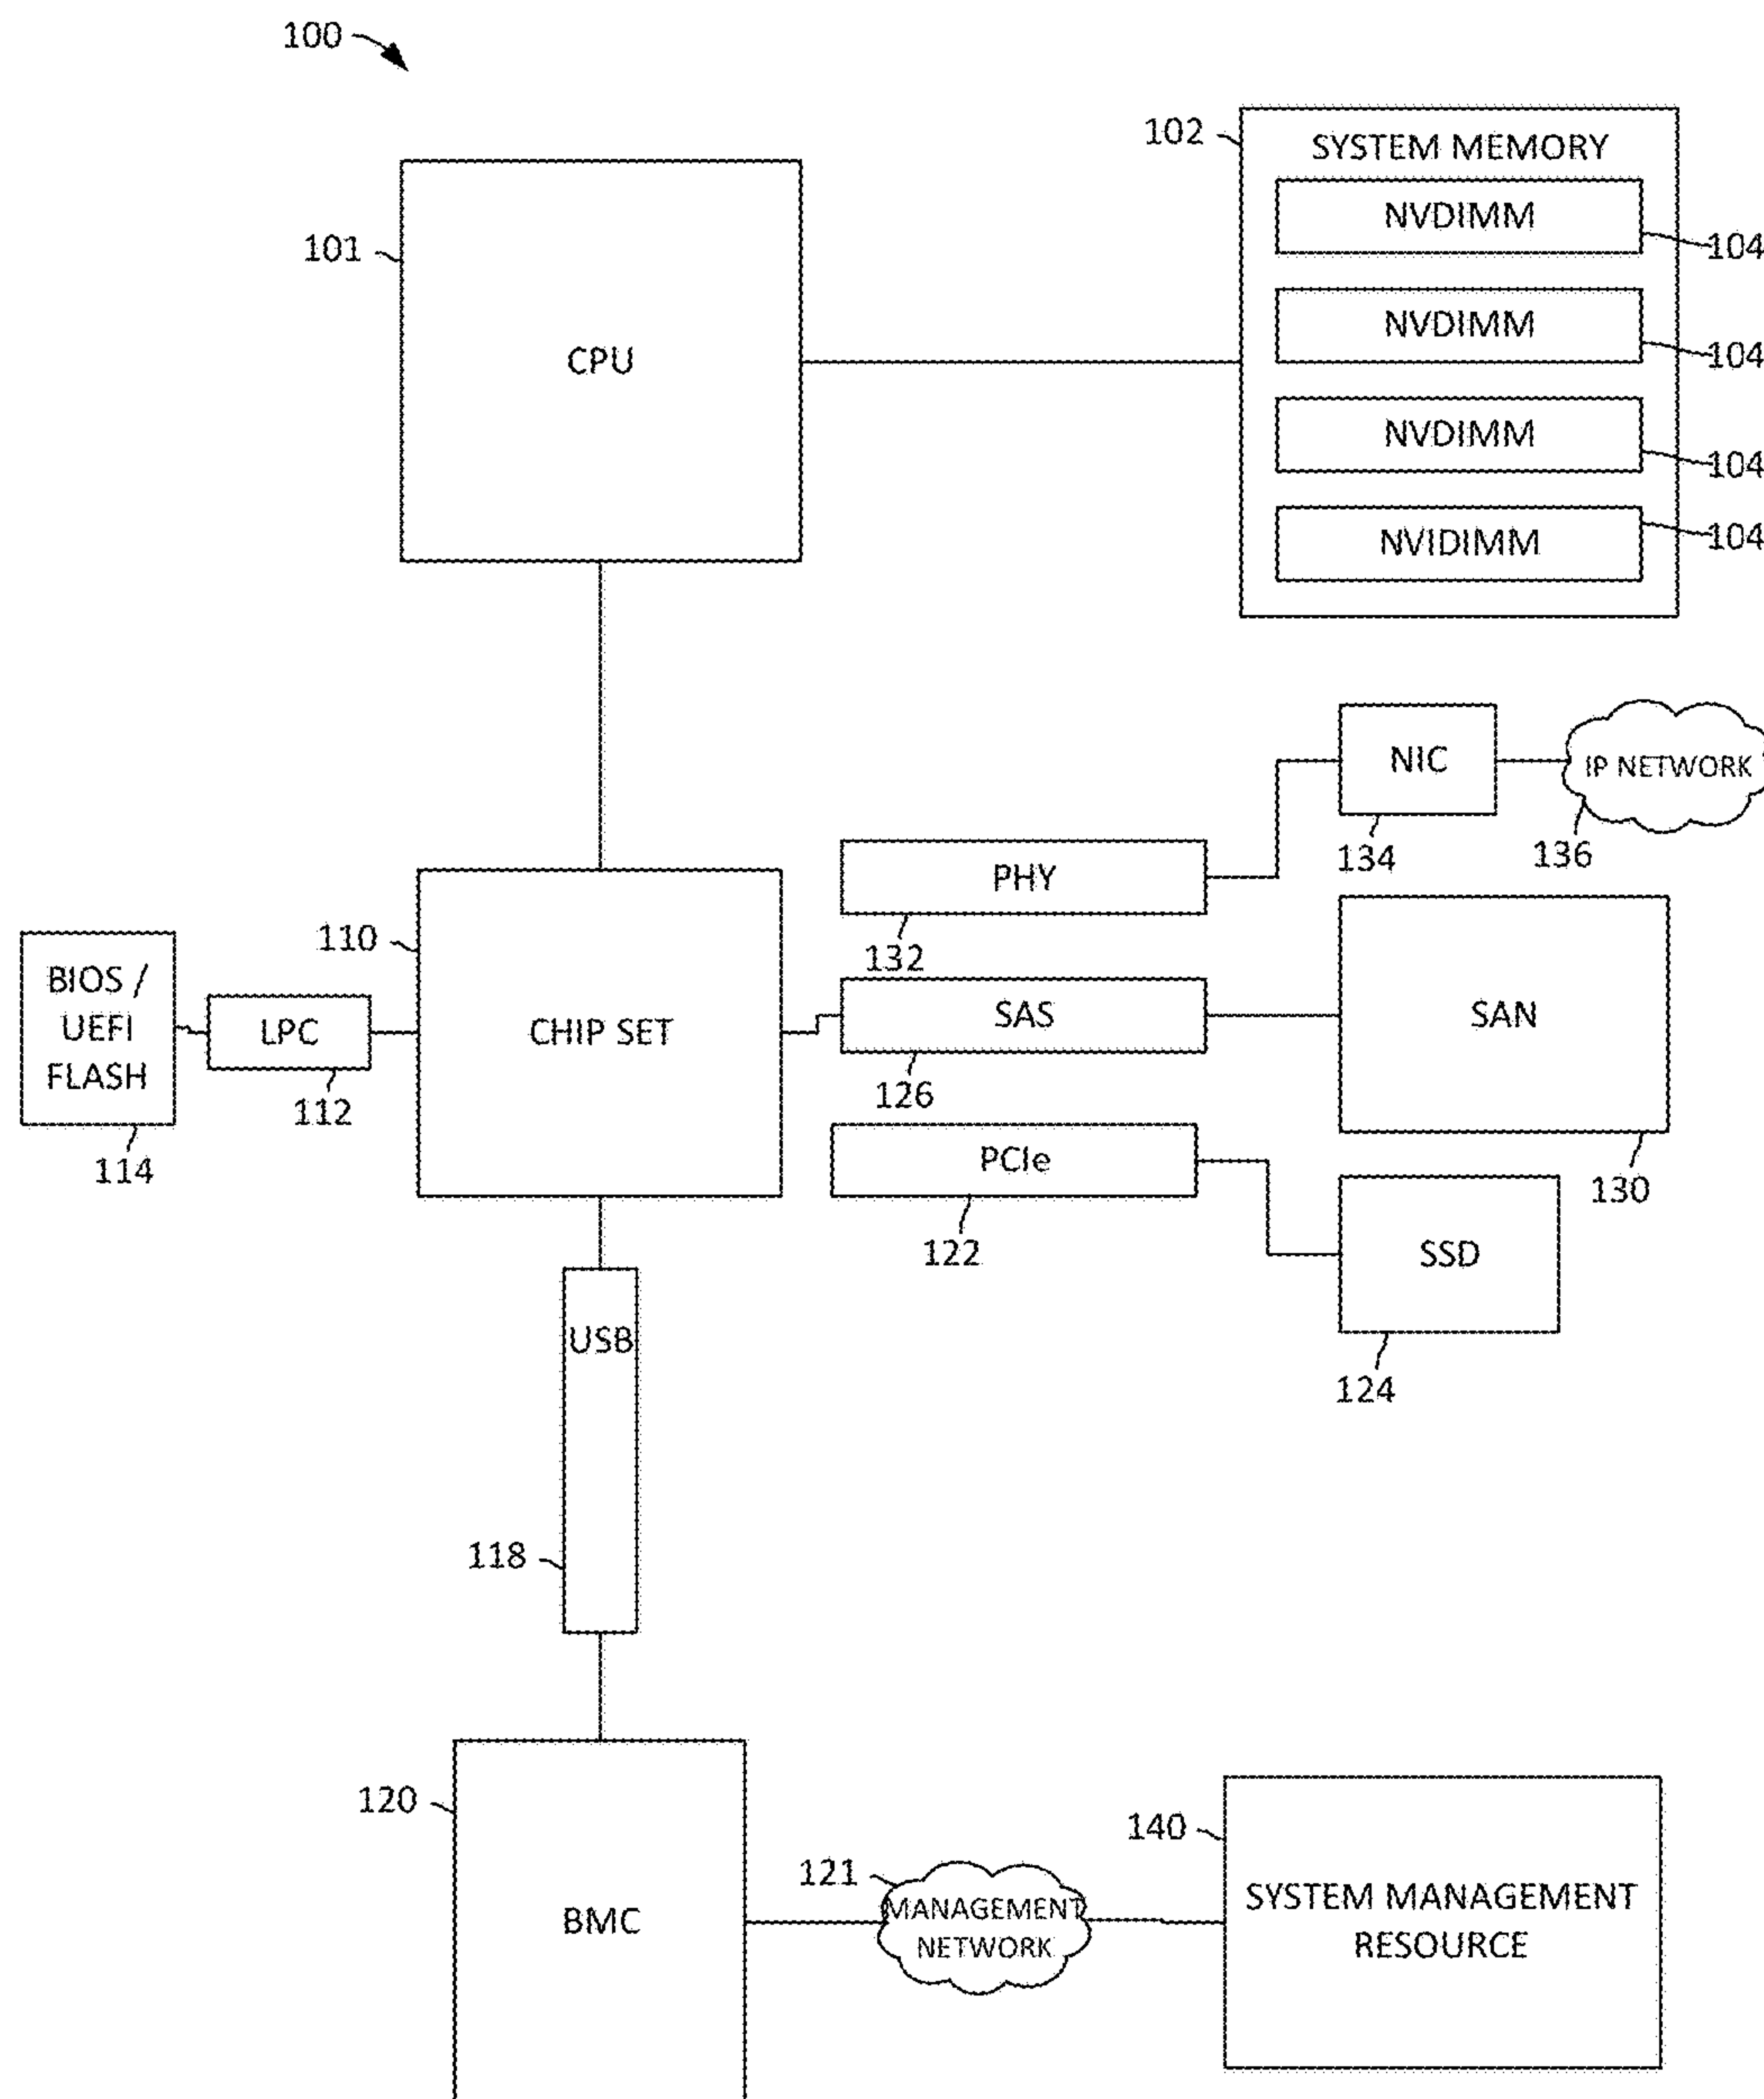 100
102
SYSTEM MEMORY
NVDIMM
104
NVDIMM
104
NVDIMM
104
NVIDIMM
104
101
CPU
NIC
134
IP NETWORK
136
PHY
132
110
CHIP SET
BIOS /
UEFI
FLASH
114
LPC
112
SAS
126
SAN
130
PCIe
122
SSD
124
USB
118
120
BMC
121
MANAGEMENT
NETWORK
140
SYSTEM MANAGEMENT
RESOURCE